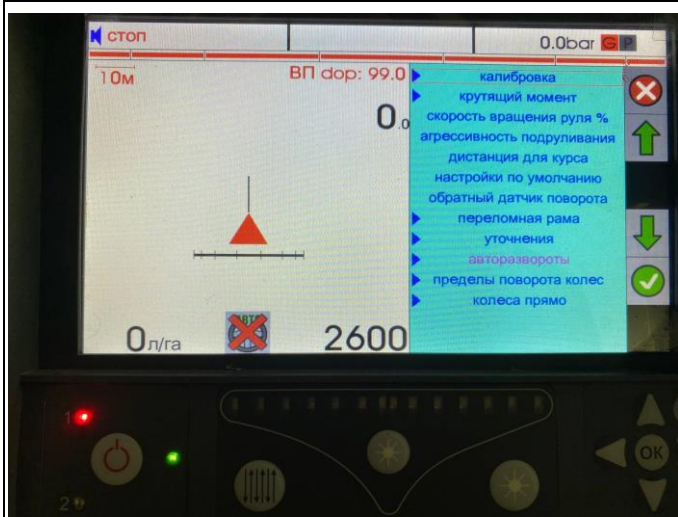 стоп
0.0bar G P
10м
ВП dop: 99.0
0.0
калибровка
крутящий момент
скорость вращения руля %
агрессивность подруливания
дистанция для курса
настройки по умолчанию
обратный датчик поворота
переломная рама
уточнения
авторазвороты
пределы поворота колес
колеса прямо
0л/га
АВТО
2600
1
OK
2